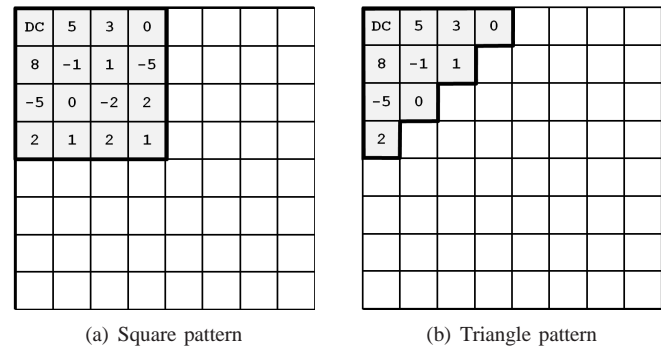 DC 5 3 0
8 -1 1 -5
-5 0 -2 2
2 1 2 1
(a) Square pattern
DC 5 3 0
8 -1 1
-5 0
2
(b) Triangle pattern